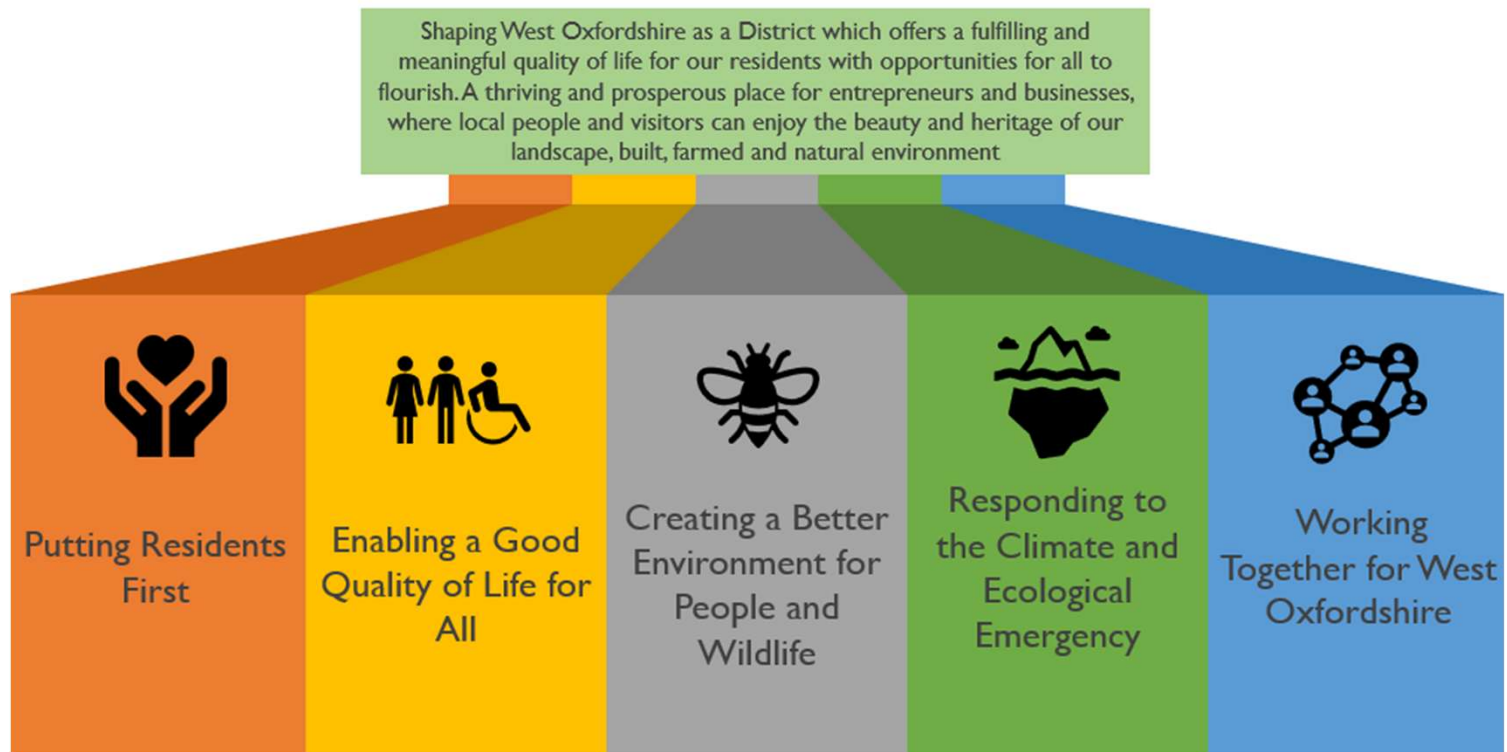 Shaping West Oxfordshire as a District which offers a fulfilling and
meaningful quality of life for our residents with opportunities for all to
flourish. A thriving and prosperous place for entrepreneurs and businesses,
where local people and visitors can enjoy the beauty and heritage of our
landscape, built, farmed and natural environment
Putting Residents
First
Enabling a Good
Quality of Life for
All
Creating a Better
Environment for
People and
Wildlife
Responding to
the Climate and
Ecological
Emergency
Working
Together for West
Oxfordshire